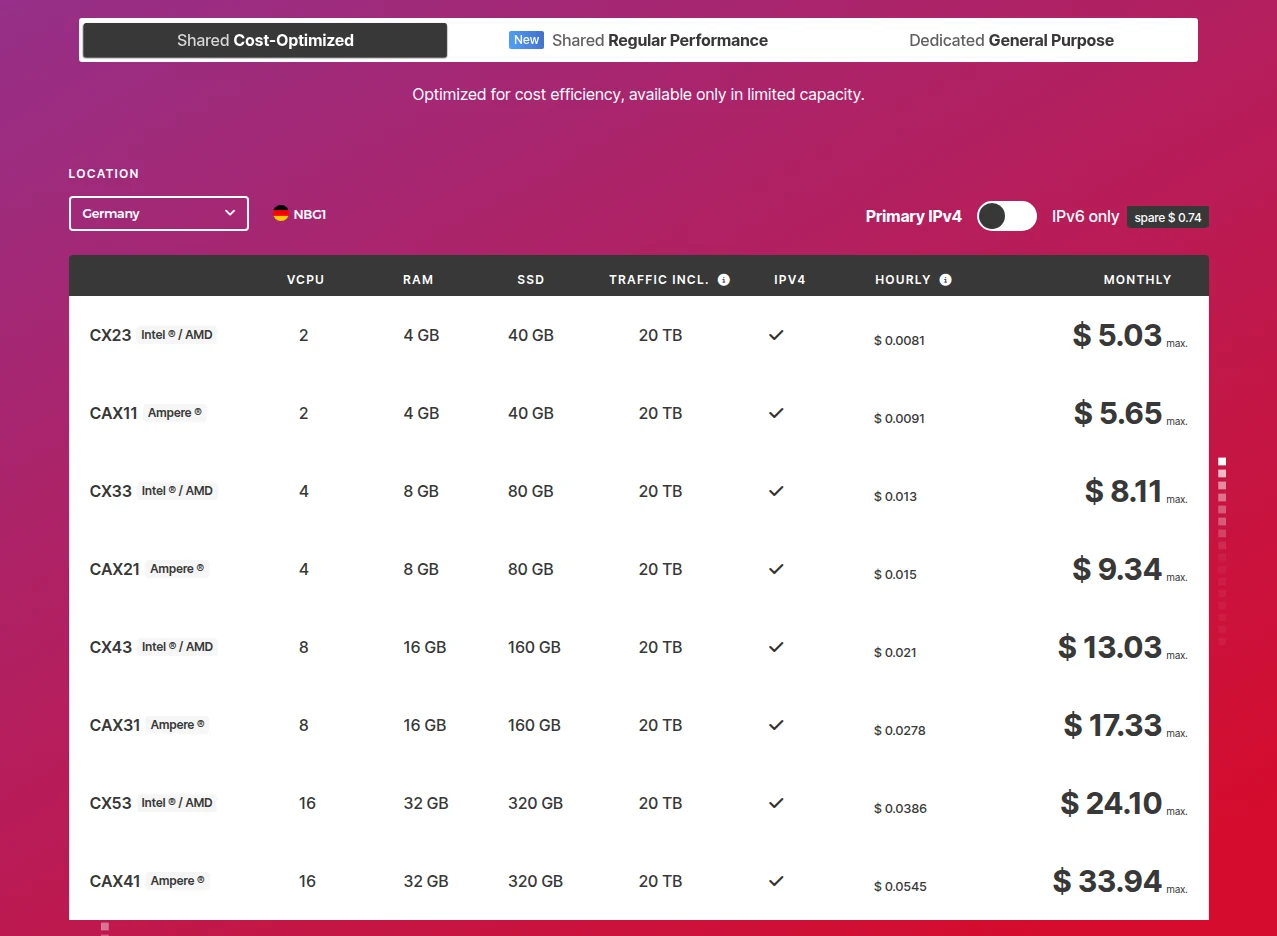 Shared Cost-Optimized New Shared Regular Performance Dedicated General Purpose
Optimized for cost efficiency, available only in limited capacity.
LOCATION
Germany NBG1 Primary IPv4 IPv6 only spare $ 0.74
VCPU RAM SSD TRAFFIC INCL. IPV4 HOURLY MONTHLY
CX23 Intel ® / AMD 2 4 GB 40 GB 20 TB ✓ $ 0.0081 $ 5.03 max.
CAX11 Ampere ® 2 4 GB 40 GB 20 TB ✓ $ 0.0091 $ 5.65 max.
CX33 Intel ® / AMD 4 8 GB 80 GB 20 TB ✓ $ 0.013 $ 8.11 max.
CAX21 Ampere ® 4 8 GB 80 GB 20 TB ✓ $ 0.015 $ 9.34 max.
CX43 Intel ® / AMD 8 16 GB 160 GB 20 TB ✓ $ 0.021 $ 13.03 max.
CAX31 Ampere ® 8 16 GB 160 GB 20 TB ✓ $ 0.0278 $ 17.33 max.
CX53 Intel ® / AMD 16 32 GB 320 GB 20 TB ✓ $ 0.0386 $ 24.10 max.
CAX41 Ampere ® 16 32 GB 320 GB 20 TB ✓ $ 0.0545 $ 33.94 max.